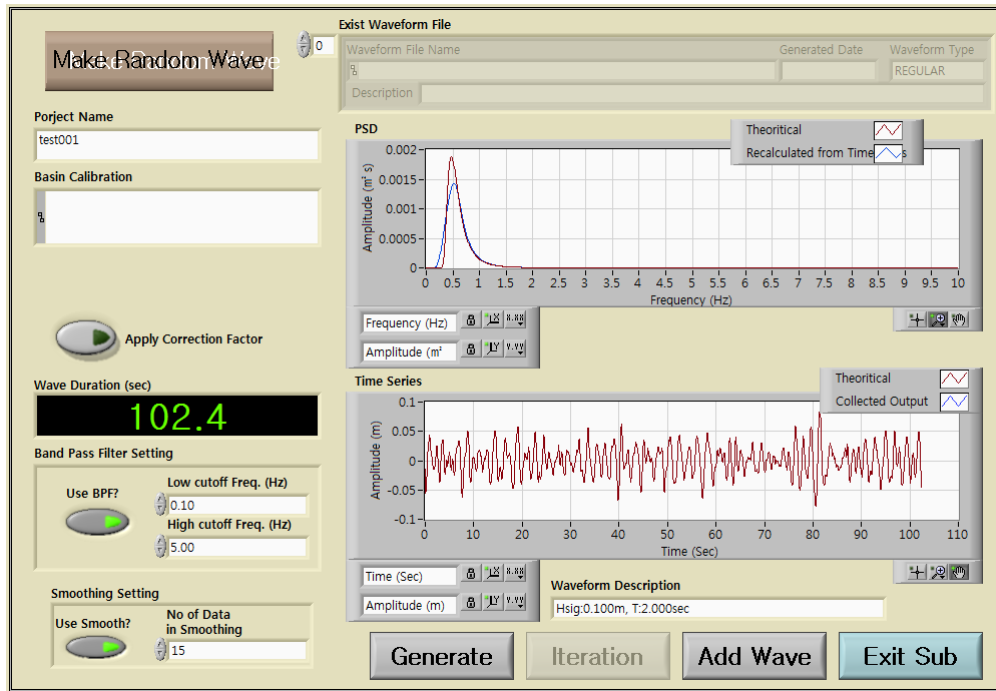 Make Random Wave
0
Exist Waveform File
Waveform File Name
Generated Date
Waveform Type
REGULAR
Description
Porject Name
test001
Basin Calibration
Apply Correction Factor
Wave Duration (sec)
102.4
Band Pass Filter Setting
Use BPF?
Low cutoff Freq. (Hz)
0.10
High cutoff Freq. (Hz)
5.00
Smoothing Setting
Use Smooth?
No of Data
in Smoothing
15
PSD
Theoritical
Recalculated from Time
s
0.002
0.0015
0.001
0.0005
0
Amplitude (m² s)
0 0.5 1 1.5 2 2.5 3 3.5 4 4.5 5 5.5 6 6.5 7 7.5 8 8.5 9 9.5 10
Frequency (Hz)
Frequency (Hz)
Amplitude (m²
Time Series
Theoritical
Collected Output
0.1
0.05
0
-0.05
-0.1
Amplitude (m)
0 10 20 30 40 50 60 70 80 90 100 110
Time (Sec)
Time (Sec)
Amplitude (m)
Waveform Description
Hsig:0.100m, T:2.000sec
Generate
Iteration
Add Wave
Exit Sub